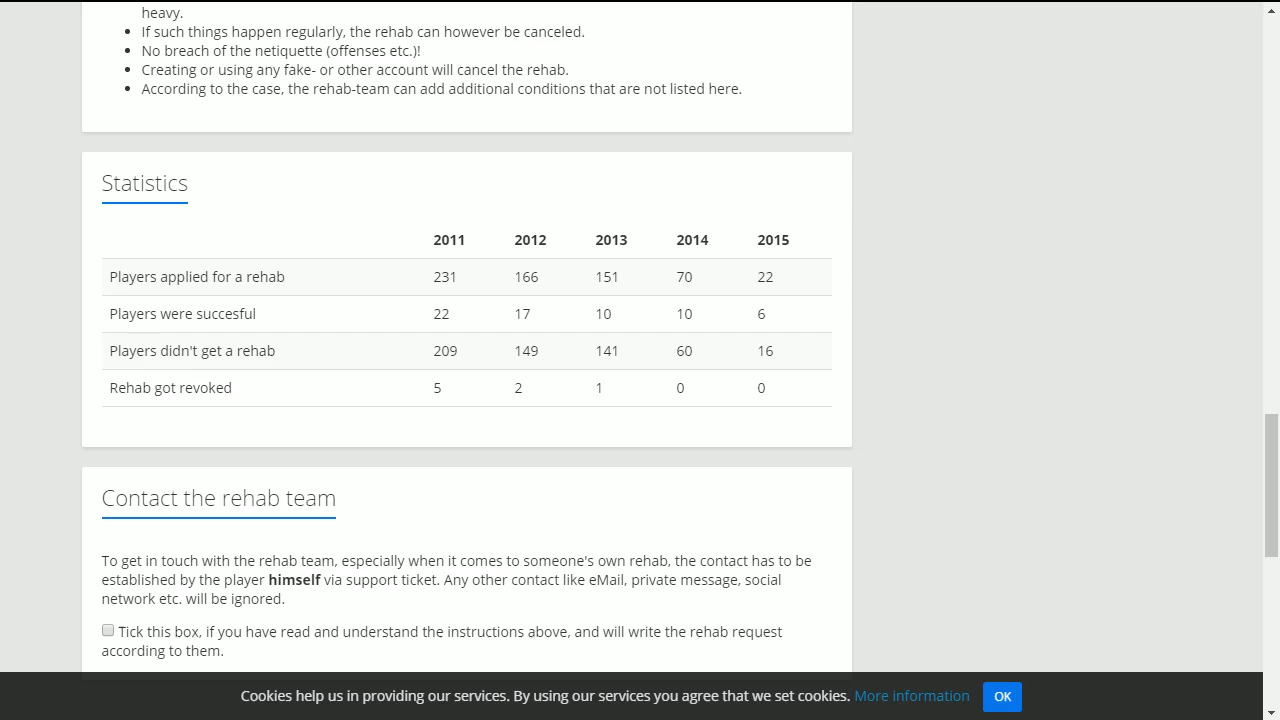 heavy.
• If such things happen regularly, the rehab can however be canceled.
• No breach of the netiquette (offenses etc.)!
• Creating or using any fake- or other account will cancel the rehab.
• According to the case, the rehab-team can add additional conditions that are not listed here.
Statistics
2011 2012 2013 2014 2015
Players applied for a rehab 231 166 151 70 22
Players were succesful 22 17 10 10 6
Players didn't get a rehab 209 149 141 60 16
Rehab got revoked 5 2 1 0 0
Contact the rehab team
To get in touch with the rehab team, especially when it comes to someone's own rehab, the contact has to be
established by the player himself via support ticket. Any other contact like eMail, private message, social
network etc. will be ignored.
Tick this box, if you have read and understand the instructions above, and will write the rehab request
according to them.
Cookies help us in providing our services. By using our services you agree that we set cookies. More information OK